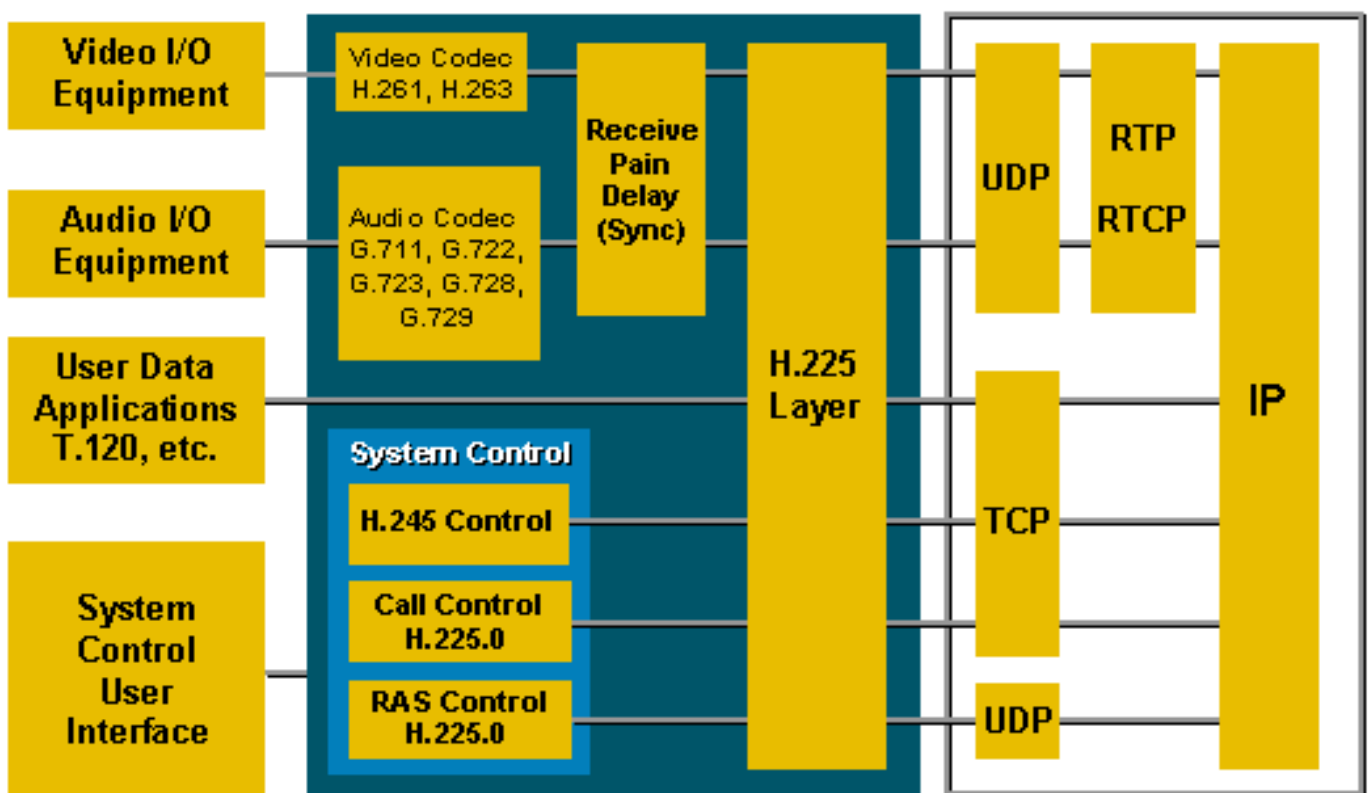 Video I/O
Equipment
Video Codec
H.261, H.263
Receive
Pain
Delay
(Sync)
Audio I/O
Equipment
Audio Codec
G.711, G.722,
G.723, G.728,
G.729
User Data
Applications
T.120, etc.
System Control
H.245 Control
Call Control
H.225.0
RAS Control
H.225.0
System
Control
User
Interface
H.225
Layer
UDP
RTP
RTCP
TCP
UDP
IP